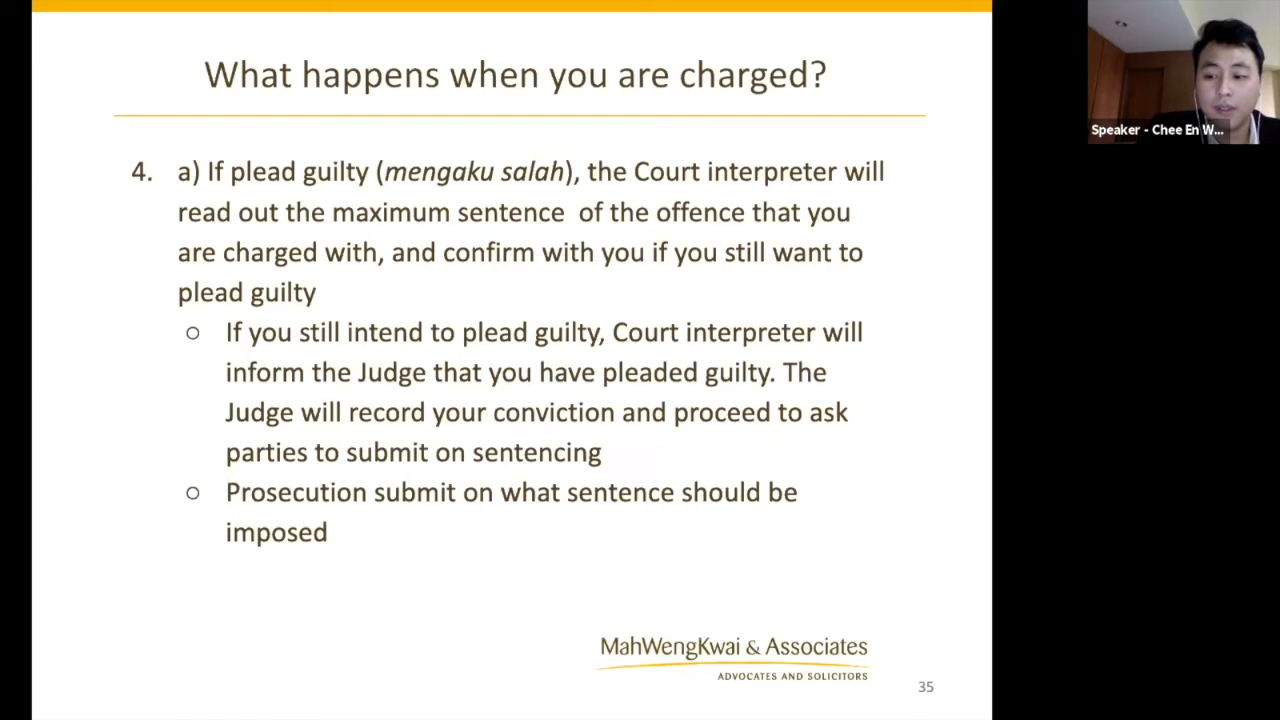 What happens when you are charged?
4. a) If plead guilty (mengaku salah), the Court interpreter will
read out the maximum sentence of the offence that you
are charged with, and confirm with you if you still want to
plead guilty
○ If you still intend to plead guilty, Court interpreter will
inform the Judge that you have pleaded guilty. The
Judge will record your conviction and proceed to ask
parties to submit on sentencing
○ Prosecution submit on what sentence should be
imposed
MahWengKwai & Associates
ADVOCATES AND SOLICITORS
35
Speaker - Chee En W...